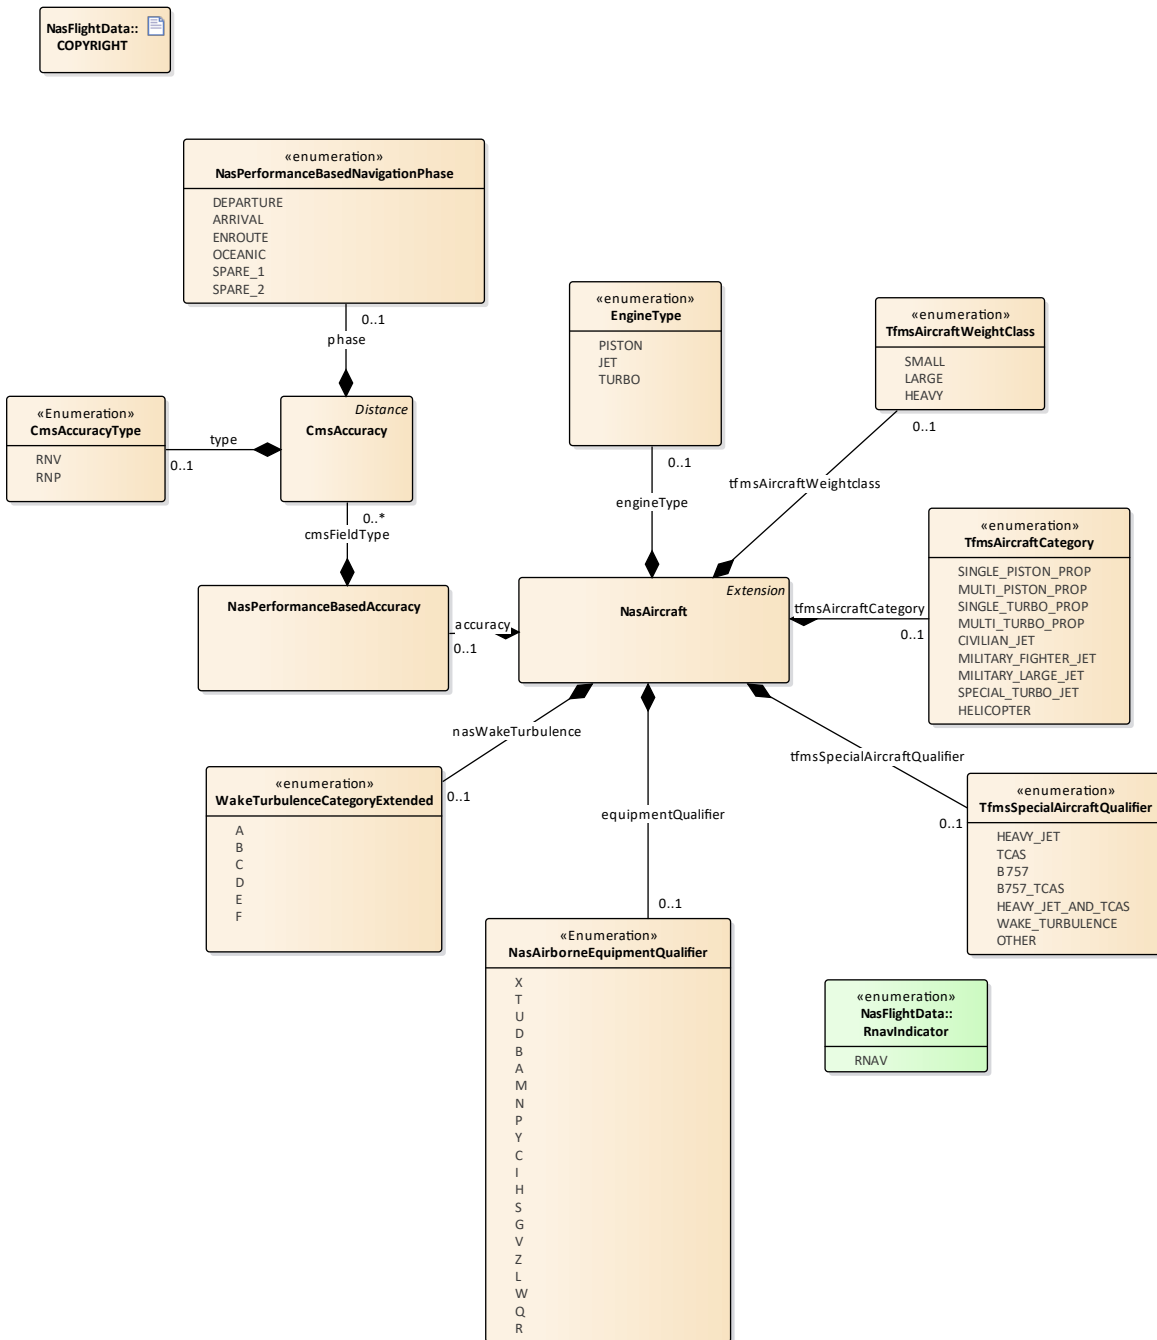 NasFlightData::
COPYRIGHT
«enumeration»
NasPerformanceBasedNavigationPhase
DEPARTURE
ARRIVAL
ENROUTE
OCEANIC
SPARE_1
SPARE_2
0..1
phase
«enumeration»
EngineType
PISTON
JET
TURBO
0..1
engineType
«enumeration»
TfmsAircraftWeightClass
SMALL
LARGE
HEAVY
0..1
tfmsAircraftWeightclass
«Enumeration»
CmsAccuracyType
RNV
RNP
type
0..1
Distance
CmsAccuracy
0..*
cmsFieldType
«enumeration»
TfmsAircraftCategory
SINGLE_PISTON_PROP
MULTI_PISTON_PROP
SINGLE_TURBO_PROP
MULTI_TURBO_PROP
CIVILIAN_JET
MILITARY_FIGHTER_JET
MILITARY_LARGE_JET
SPECIAL_TURBO_JET
HELICOPTER
NasPerformanceBasedAccuracy
accuracy
0..1
Extension
NasAircraft
tfmsAircraftCategory
0..1
nasWakeTurbulence
0..1
«enumeration»
WakeTurbulenceCategoryExtended
A
B
C
D
E
F
equipmentQualifier
0..1
tfmsSpecialAircraftQualifier
0..1
«enumeration»
TfmsSpecialAircraftQualifier
HEAVY_JET
TCAS
B757
B757_TCAS
HEAVY_JET_AND_TCAS
WAKE_TURBULENCE
OTHER
«Enumeration»
NasAirborneEquipmentQualifier
X
T
U
D
B
A
M
N
P
Y
C
I
H
S
G
V
Z
L
W
Q
R
«enumeration»
NasFlightData::
RnavIndicator
RNAV